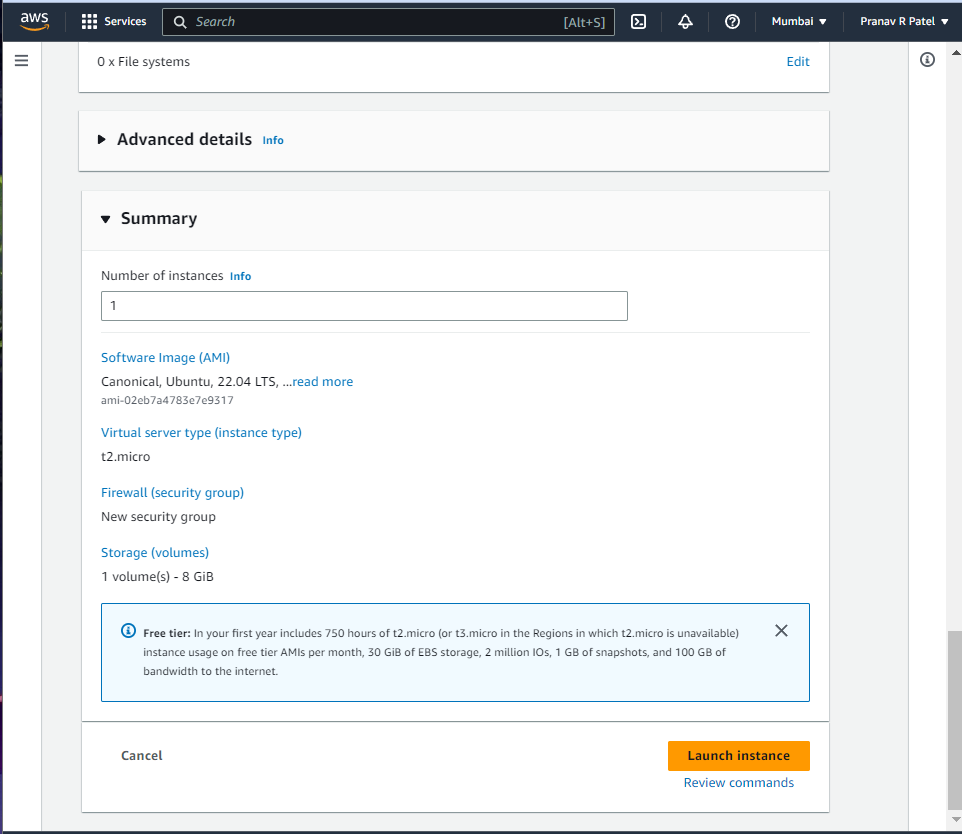 aws Services Search [Alt+S] Mumbai Pranav R Patel
0 x File systems Edit
Advanced details Info
Summary
Number of instances Info
1
Software Image (AMI)
Canonical, Ubuntu, 22.04 LTS, ...read more
ami-02eb7a4783e7e9317
Virtual server type (instance type)
t2.micro
Firewall (security group)
New security group
Storage (volumes)
1 volume(s) - 8 GiB
Free tier: In your first year includes 750 hours of t2.micro (or t3.micro in the Regions in which t2.micro is unavailable)
instance usage on free tier AMIs per month, 30 GiB of EBS storage, 2 million IOs, 1 GB of snapshots, and 100 GB of
bandwidth to the internet.
Cancel Launch instance
Review commands